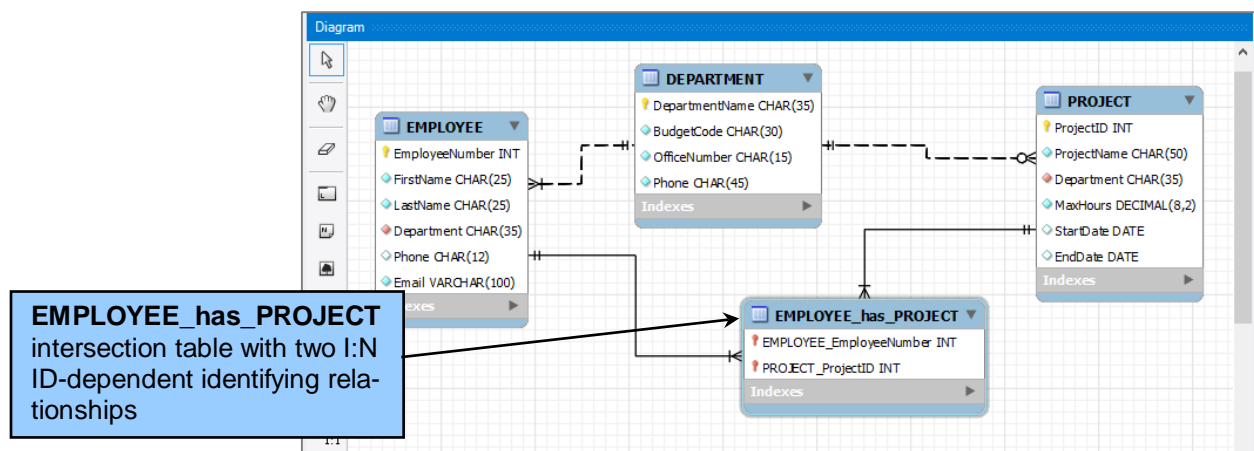 Diagram
DEPARTMENT
DepartmentName CHAR(35)
BudgetCode CHAR(30)
OfficeNumber CHAR(15)
Phone CHAR(45)
Indexes
PROJECT
ProjectID INT
ProjectName CHAR(50)
Department CHAR(35)
MaxHours DECIMAL(8,2)
StartDate DATE
EndDate DATE
Indexes
EMPLOYEE
EmployeeNumber INT
FirstName CHAR(25)
LastName CHAR(25)
Department CHAR(35)
Phone CHAR(12)
Email VARCHAR(100)
EMPLOYEE_has_PROJECT
intersection table with two I:N
ID-dependent identifying rela-
tionships
EMPLOYEE_has_PROJECT
EMPLOYEE_EmployeeNumber INT
PROJECT_ProjectID INT
Indexes